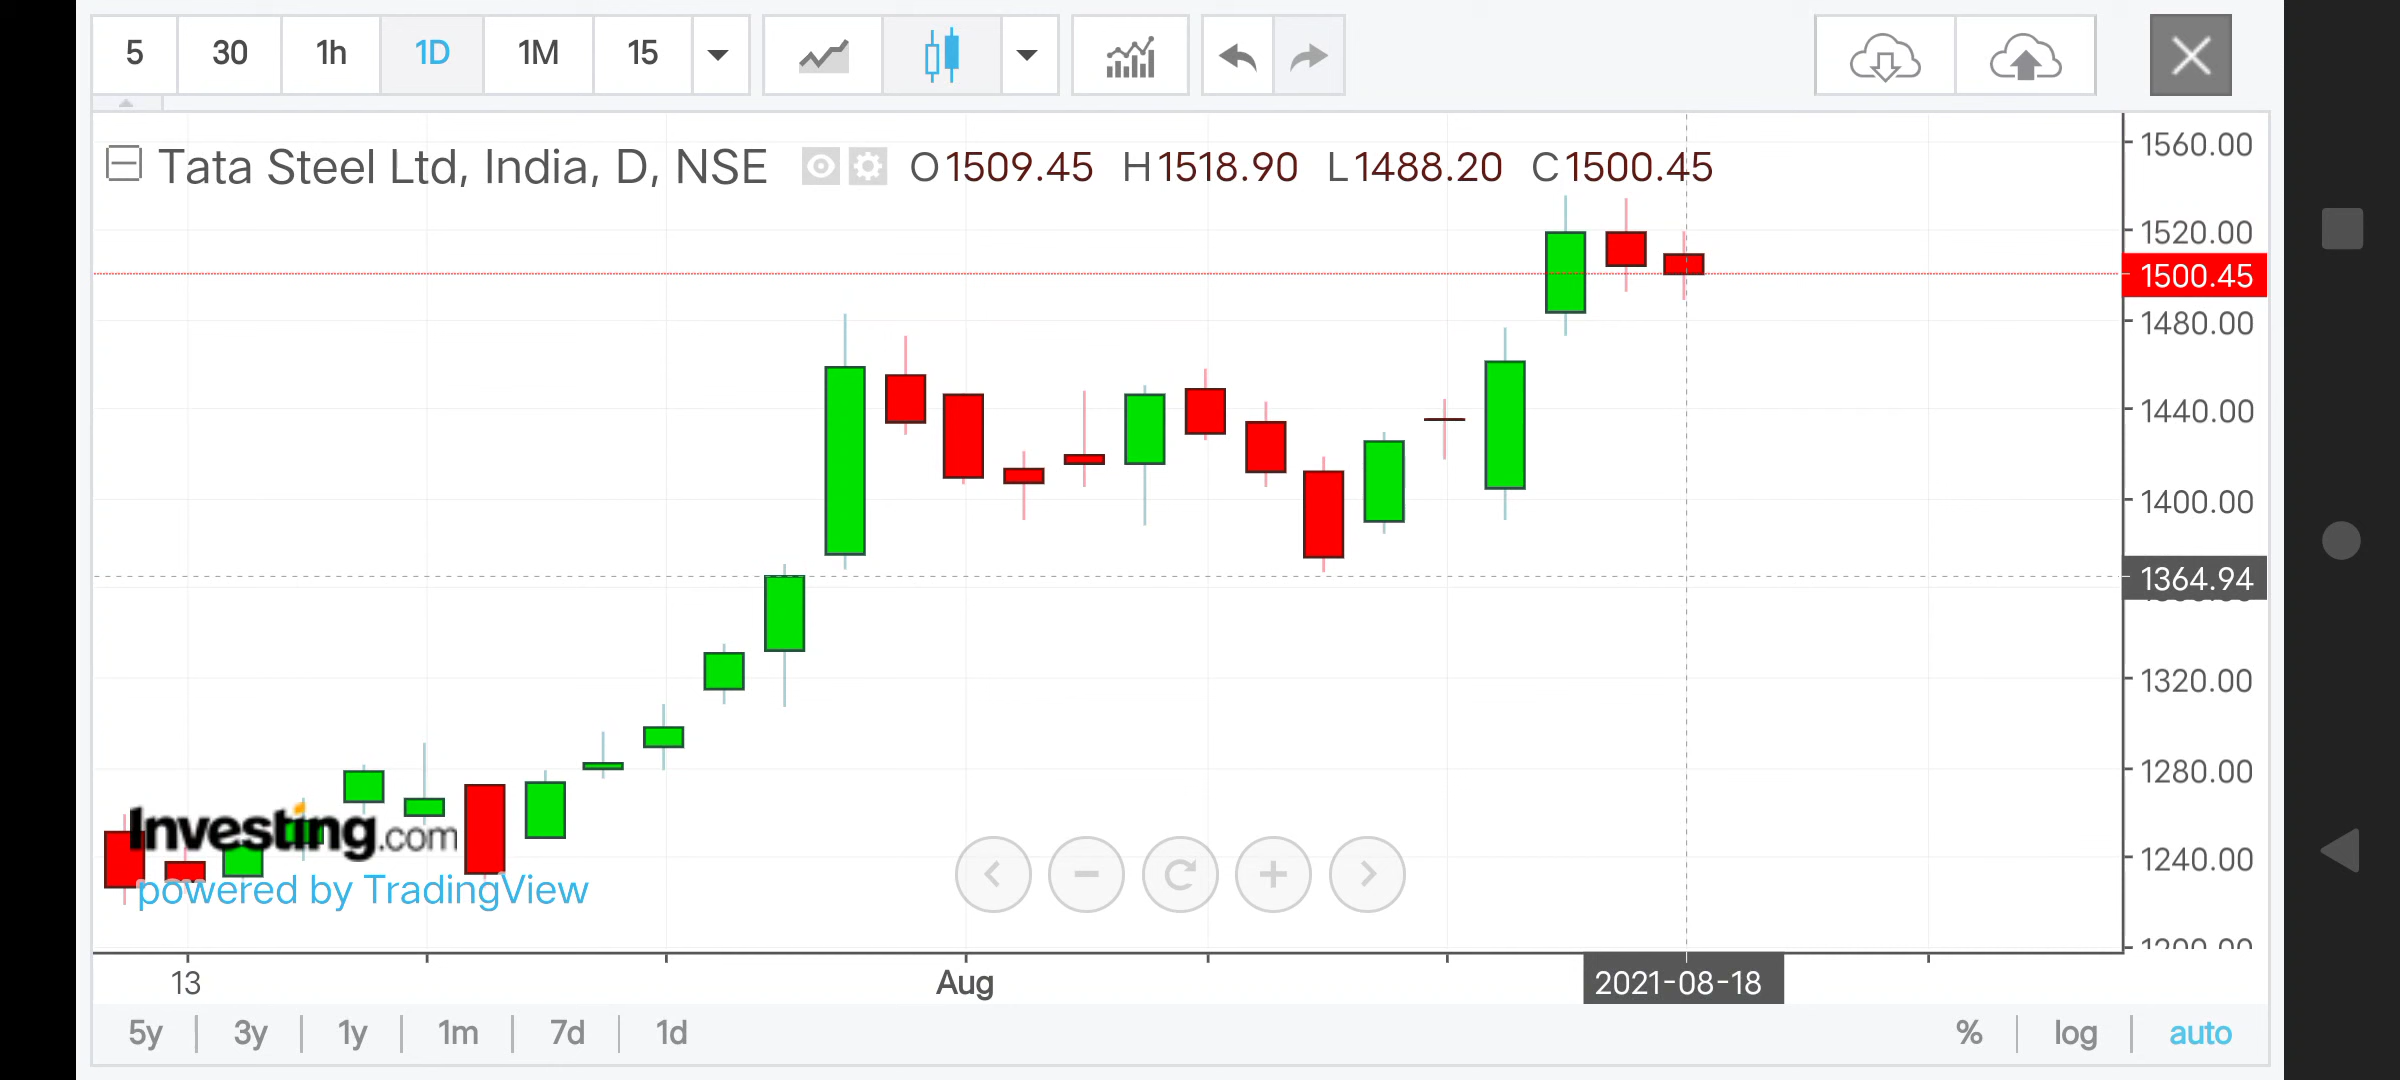 5 30 1h 1D 1M 15
Tata Steel Ltd, India, D, NSE O1509.45 H1518.90 L1488.20 C1500.45
1560.00
1520.00
1500.45
1480.00
1440.00
1400.00
1364.94
1320.00
1280.00
1240.00
1200.00
Investing.com
powered by TradingView
13 Aug 2021-08-18
5y 3y 1y 1m 7d 1d % log auto